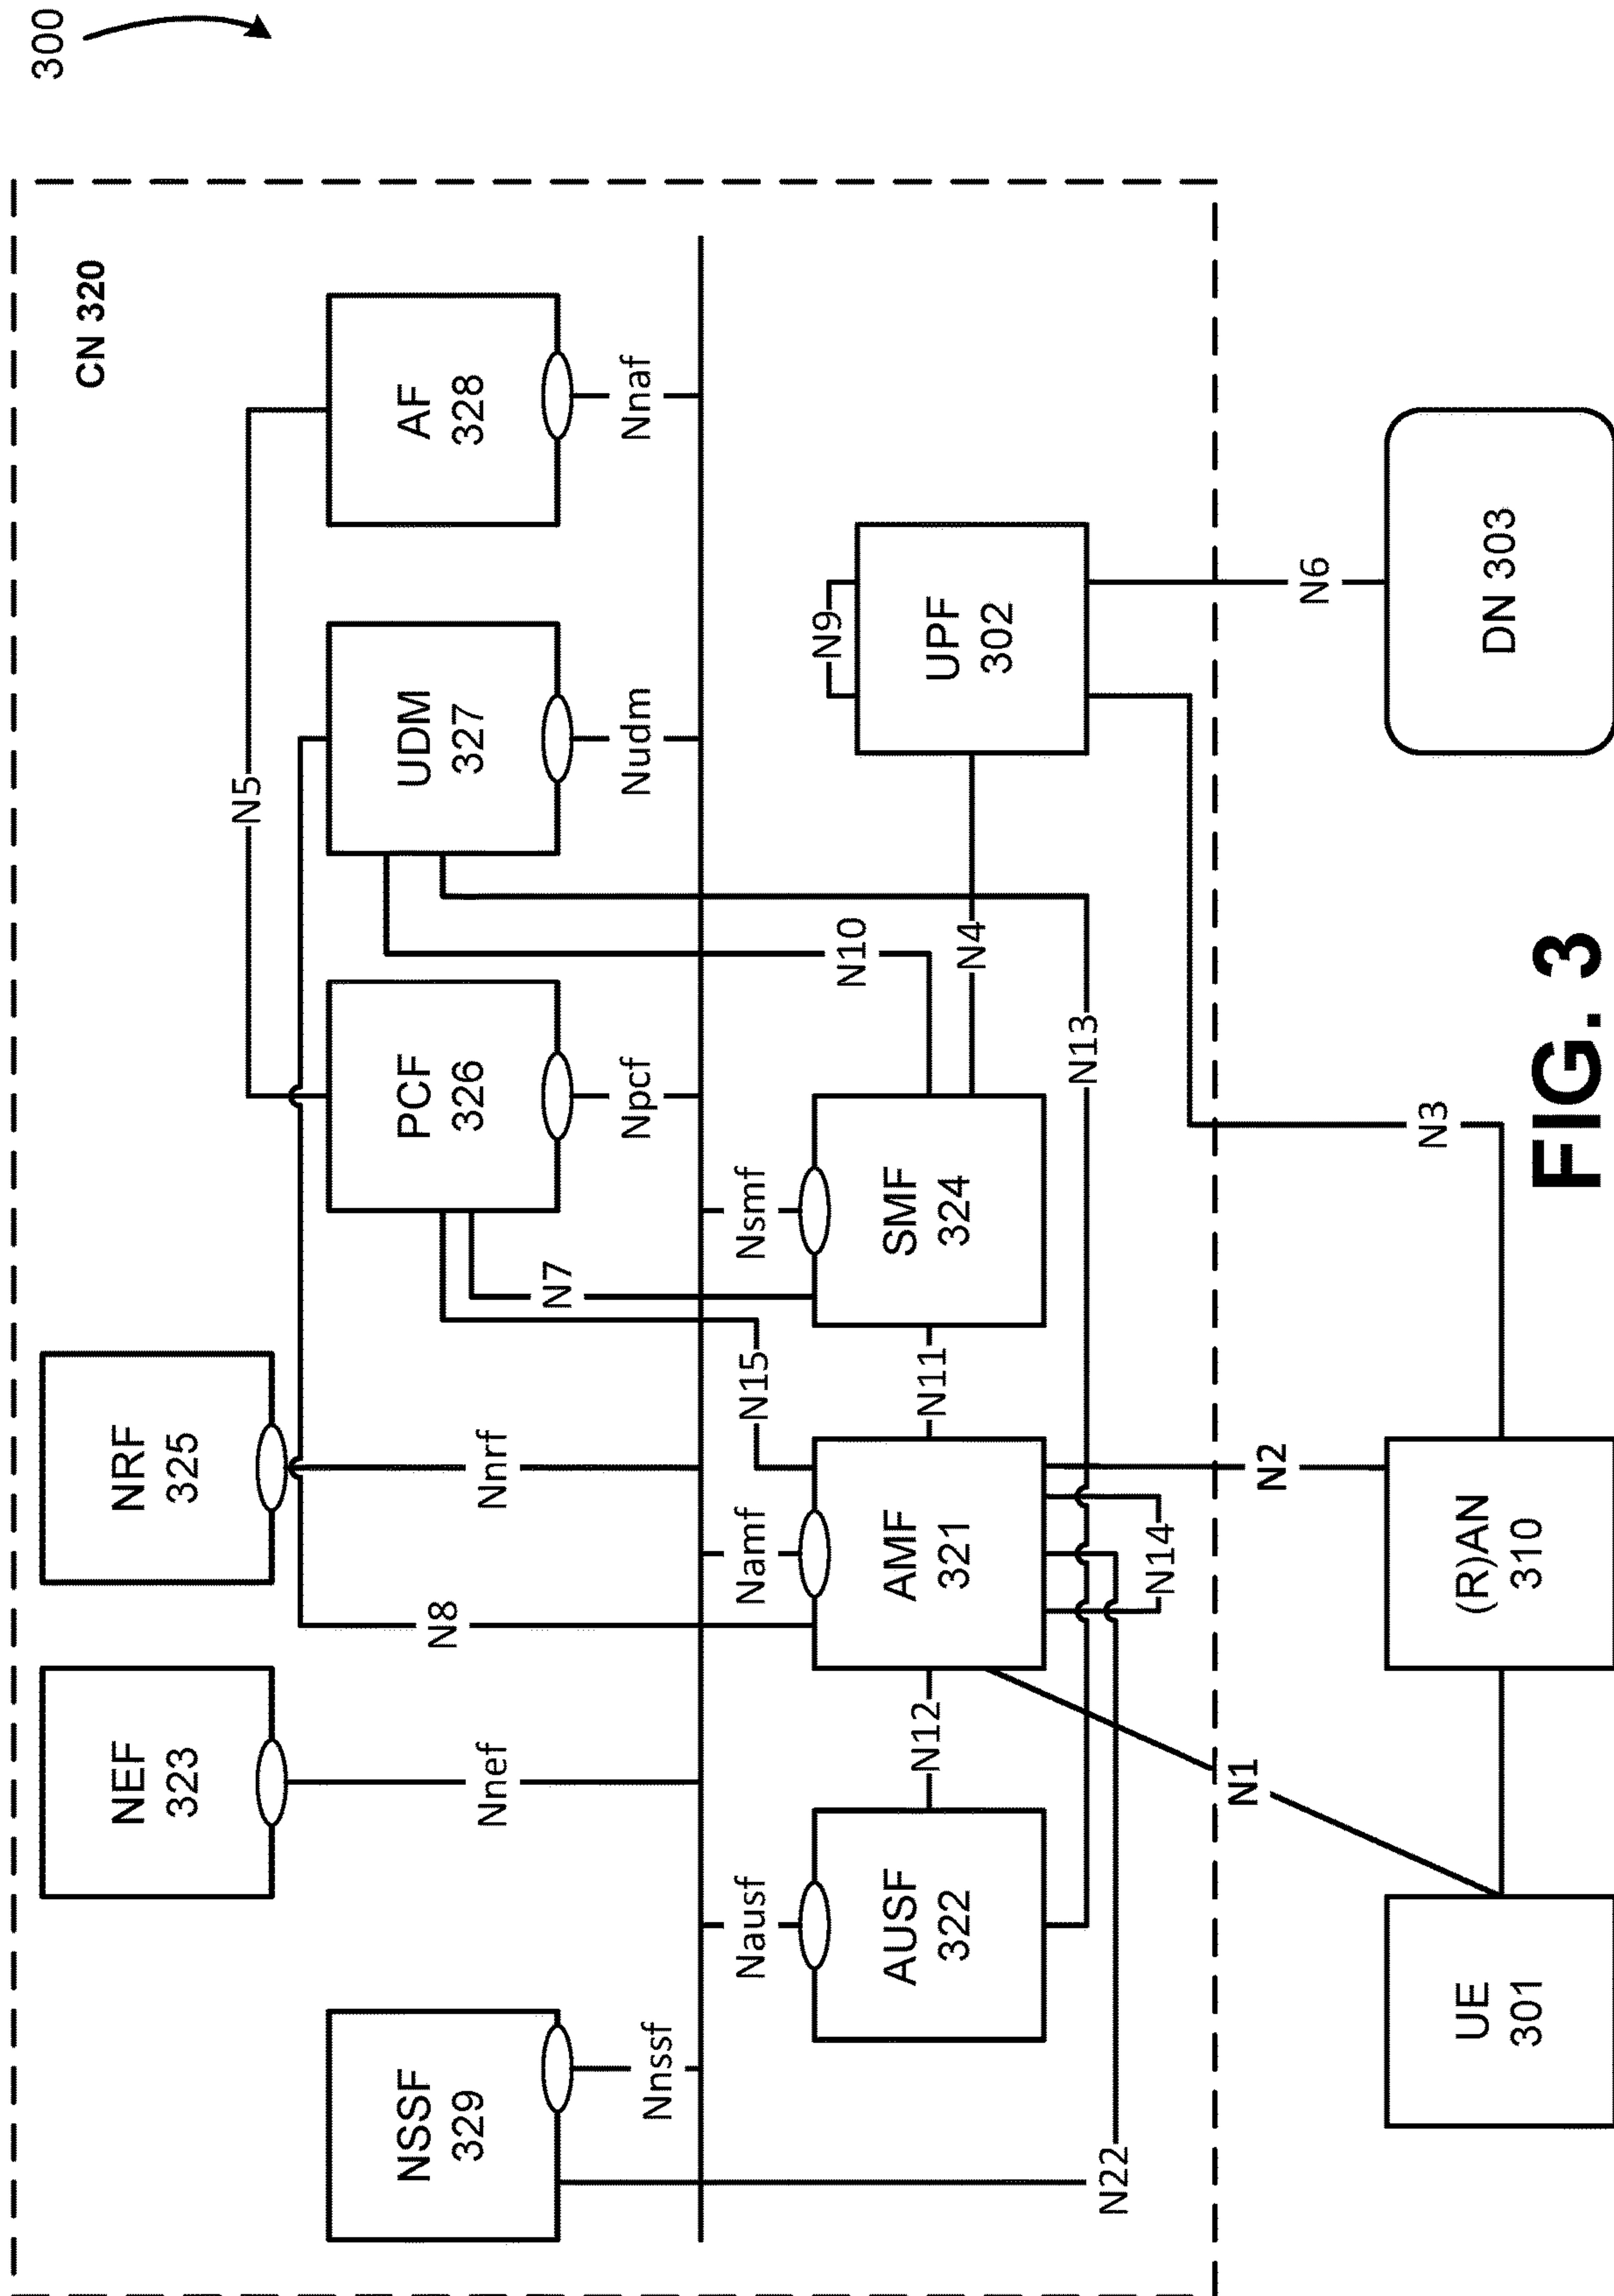 300
CN 320
NEF
323
NRF
325
N5
N8
NSSF
329
PCF
326
UDM
327
AF
328
Nnef
Nnrf
N7
Nnssf
Npcf
Nudm
Nnaf
Nausf
Namf
N15
Nsmf
N10
N9
AUSF
322
N12
AMF
321
N11
SMF
324
N4
UPF
302
N13
N22
N14
N1
N2
N6
N3
UE
301
(R)AN
310
DN 303
FIG. 3